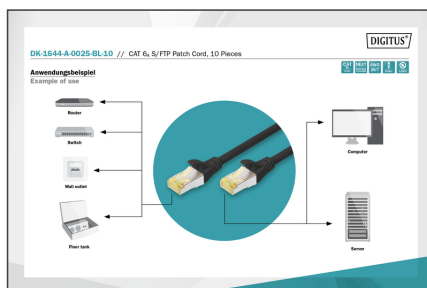 DIGITUS®
DK-1644-A-0025-BL-10 // CAT 6A S/FTP Patch Cord, 10 Pieces
Anwendungsbeispiel
Example of use
Router
Switch
Wall outlet
Floor tank
Computer
Server